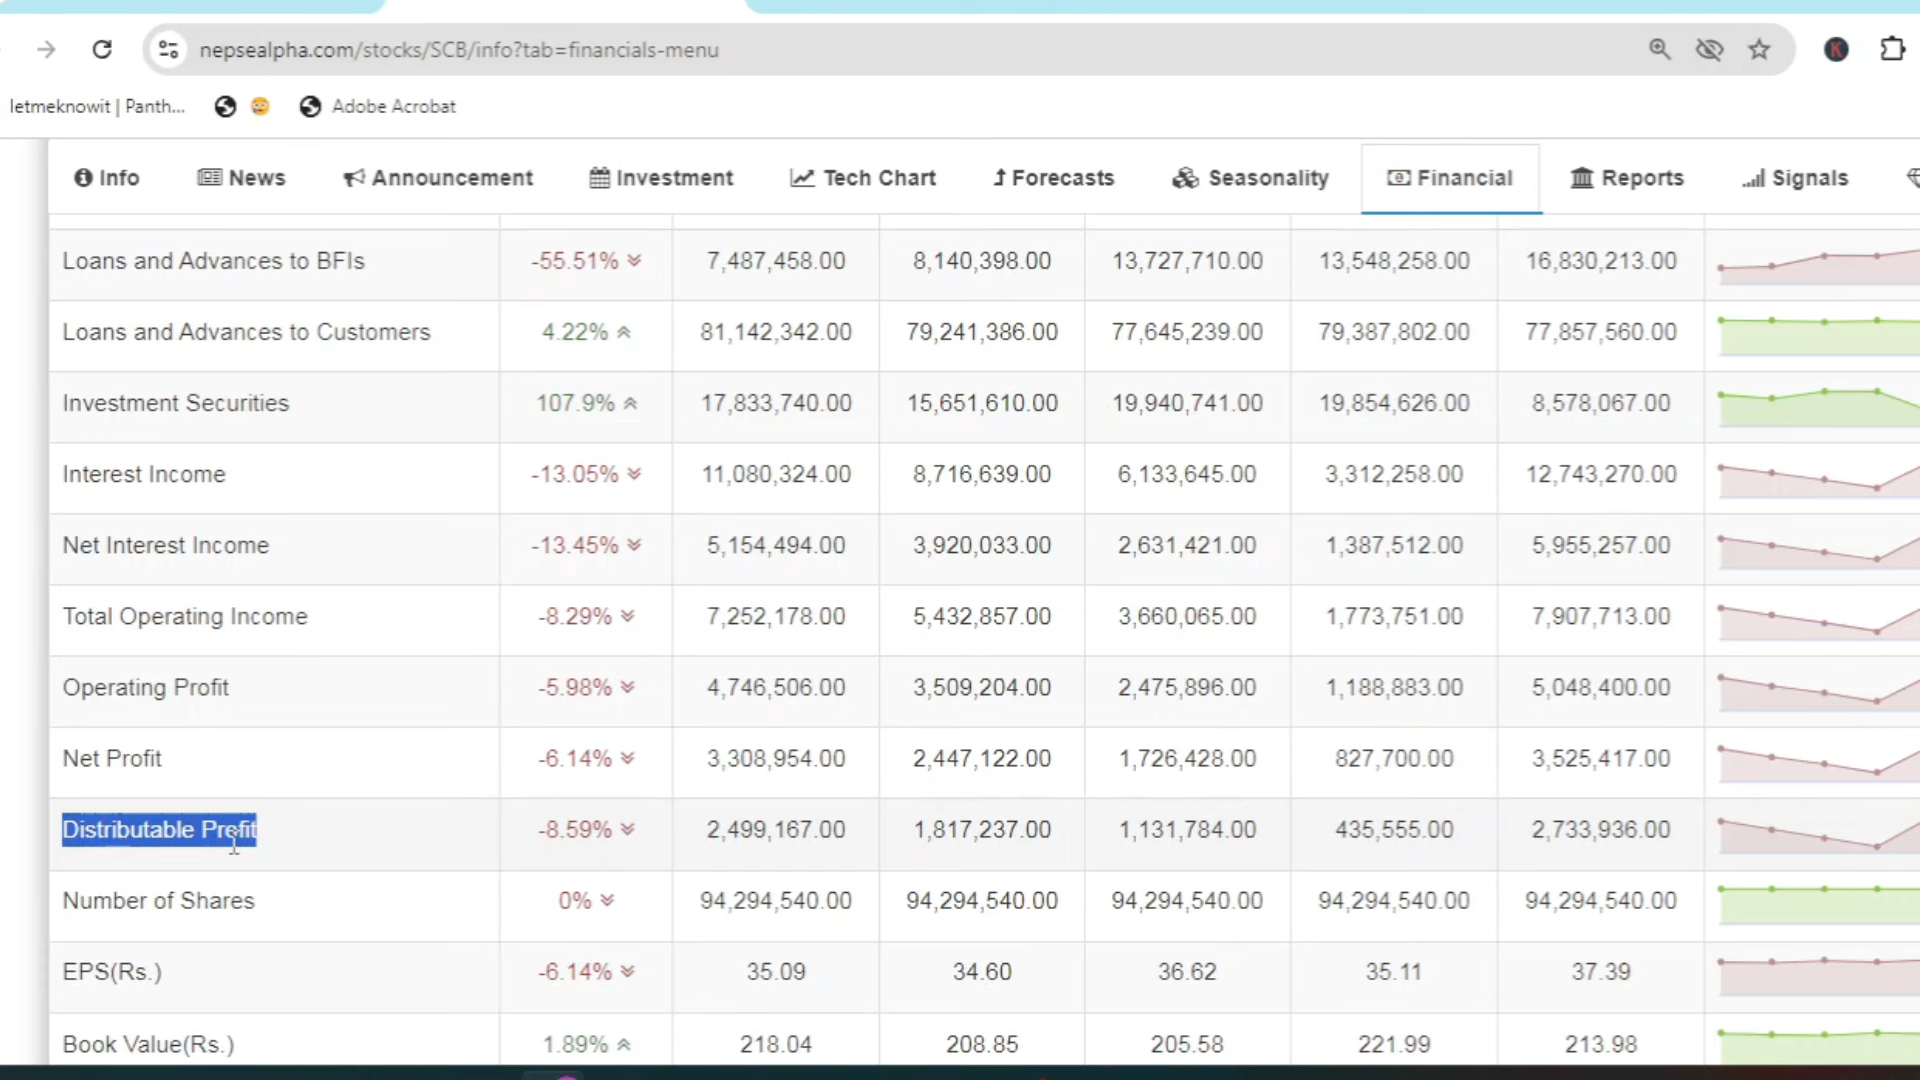 nepsealpha.com/stocks/SCB/info?tab=financials-menu
K
letmeknowit | Panth... Adobe Acrobat
Info News Announcement Investment Tech Chart Forecasts Seasonality Financial Reports Signals
Loans and Advances to BFIs -55.51% 7,487,458.00 8,140,398.00 13,727,710.00 13,548,258.00 16,830,213.00
Loans and Advances to Customers 4.22% 81,142,342.00 79,241,386.00 77,645,239.00 79,387,802.00 77,857,560.00
Investment Securities 107.9% 17,833,740.00 15,651,610.00 19,940,741.00 19,854,626.00 8,578,067.00
Interest Income -13.05% 11,080,324.00 8,716,639.00 6,133,645.00 3,312,258.00 12,743,270.00
Net Interest Income -13.45% 5,154,494.00 3,920,033.00 2,631,421.00 1,387,512.00 5,955,257.00
Total Operating Income -8.29% 7,252,178.00 5,432,857.00 3,660,065.00 1,773,751.00 7,907,713.00
Operating Profit -5.98% 4,746,506.00 3,509,204.00 2,475,896.00 1,188,883.00 5,048,400.00
Net Profit -6.14% 3,308,954.00 2,447,122.00 1,726,428.00 827,700.00 3,525,417.00
Distributable Profit -8.59% 2,499,167.00 1,817,237.00 1,131,784.00 435,555.00 2,733,936.00
Number of Shares 0% 94,294,540.00 94,294,540.00 94,294,540.00 94,294,540.00 94,294,540.00
EPS(Rs.) -6.14% 35.09 34.60 36.62 35.11 37.39
Book Value(Rs.) 1.89% 218.04 208.85 205.58 221.99 213.98